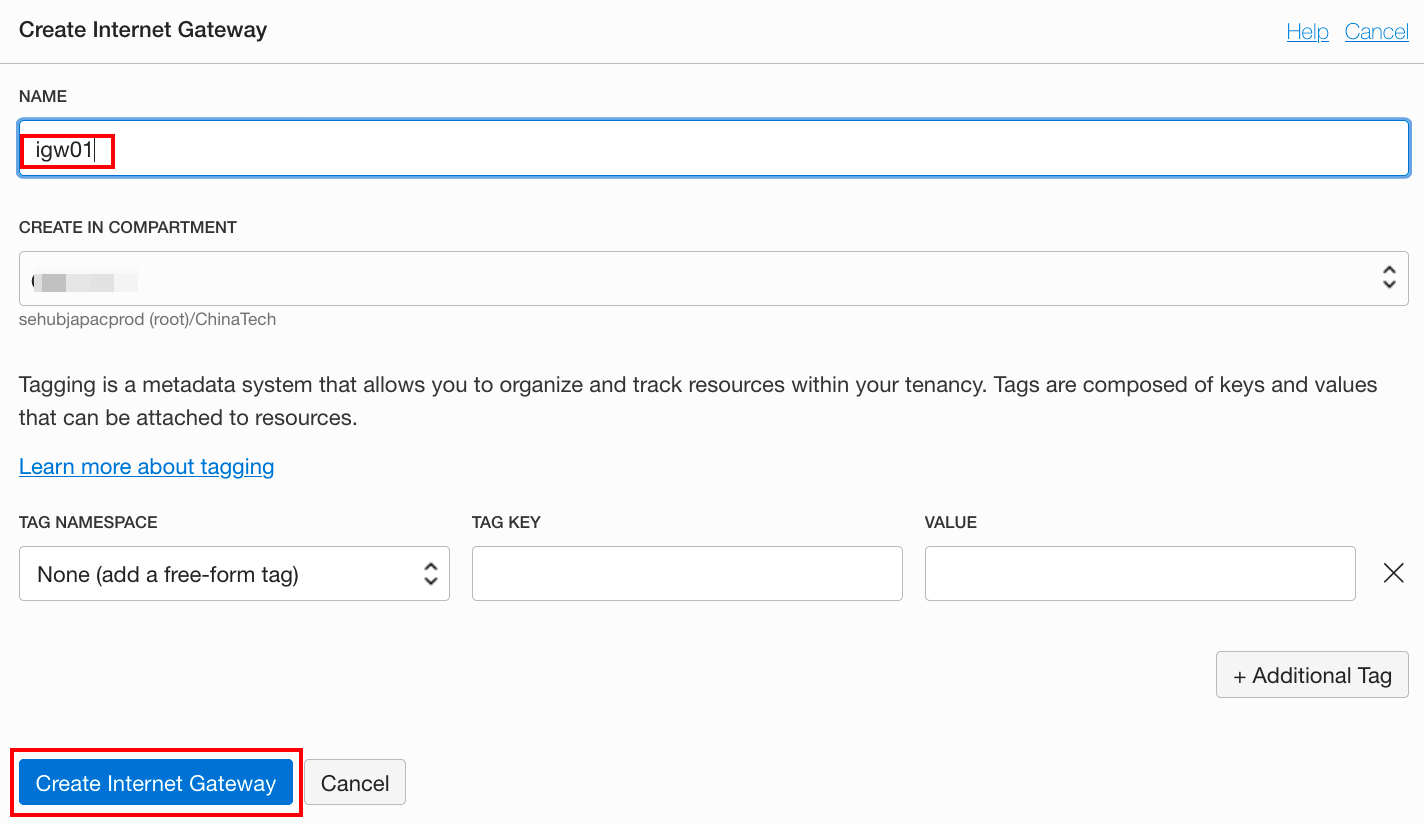 Create Internet Gateway
Help Cancel
NAME
igw01
CREATE IN COMPARTMENT
sehubjapacprod (root)/ChinaTech
Tagging is a metadata system that allows you to organize and track resources within your tenancy. Tags are composed of keys and values
that can be attached to resources.
Learn more about tagging
TAG NAMESPACE TAG KEY VALUE
None (add a free-form tag)
+ Additional Tag
Create Internet Gateway Cancel